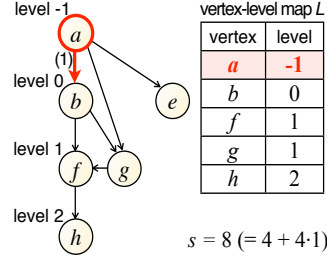 level -1
a
(1)
level 0
b
e
level 1
f
g
level 2
h
vertex-level map L
vertex level
a -1
b 0
f 1
g 1
h 2
s = 8 (= 4 + 4·1)